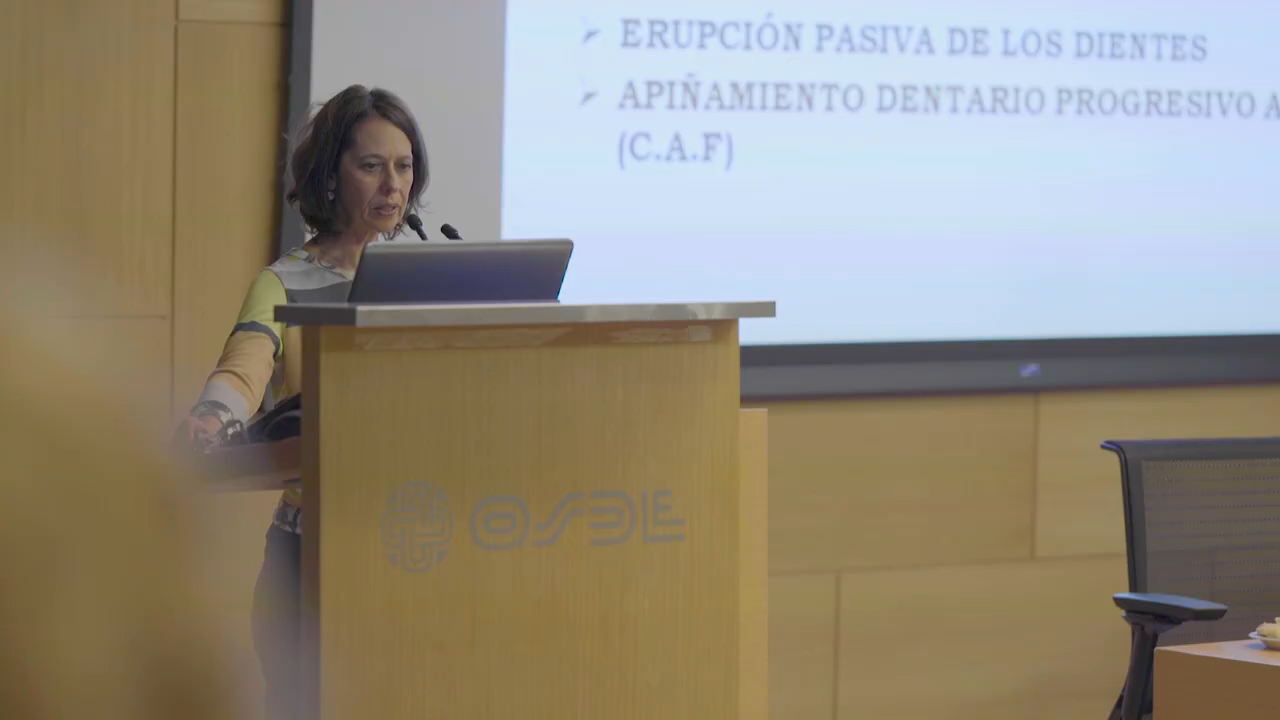 ERUPCIÓN PASIVA DE LOS DIENTES
APIÑAMIENTO DENTARIO PROGRESIVO A
(C.A.F)
OSDE